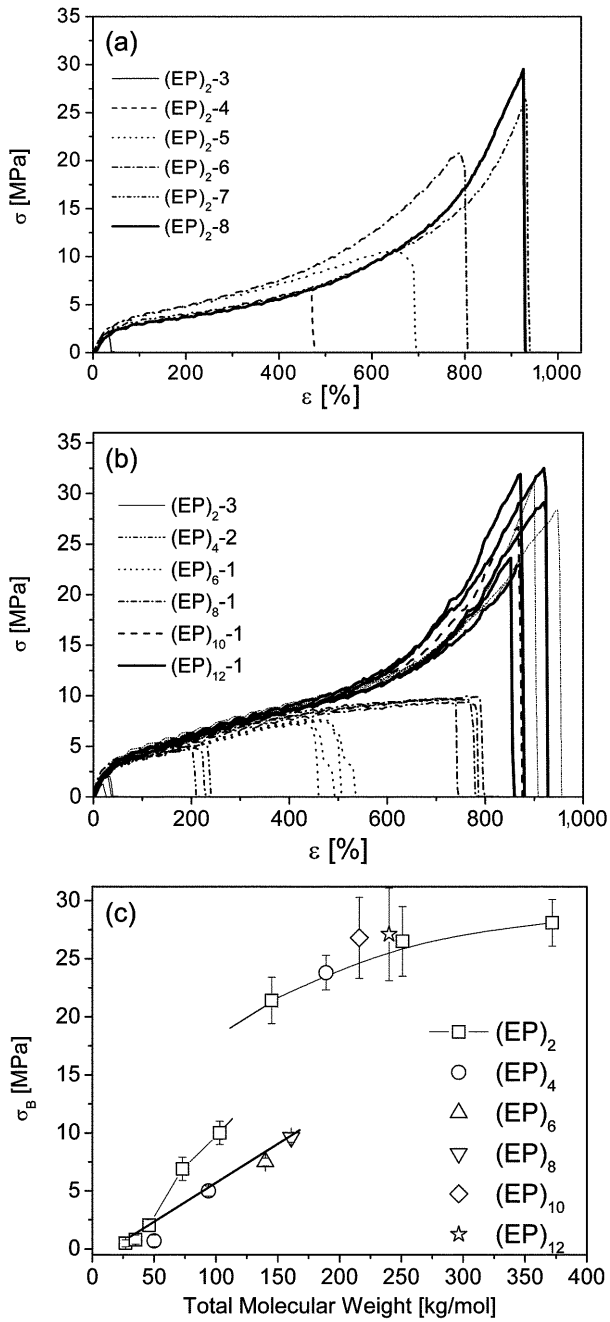 (a)
35
30
25
20
15
10
5
0
σ [MPa]
(EP)₂-3
(EP)₂-4
(EP)₂-5
(EP)₂-6
(EP)₂-7
(EP)₂-8
0 200 400 600 800 1,000
ε [%]
(b)
35
30
25
20
15
10
5
0
σ [MPa]
(EP)₂-3
(EP)₄-2
(EP)₆-1
(EP)₈-1
(EP)₁₀-1
(EP)₁₂-1
0 200 400 600 800 1,000
ε [%]
(c)
30
25
20
15
10
5
0
σ_B [MPa]
(EP)₂
(EP)₄
(EP)₆
(EP)₈
(EP)₁₀
(EP)₁₂
0 50 100 150 200 250 300 350 400
Total Molecular Weight [kg/mol]